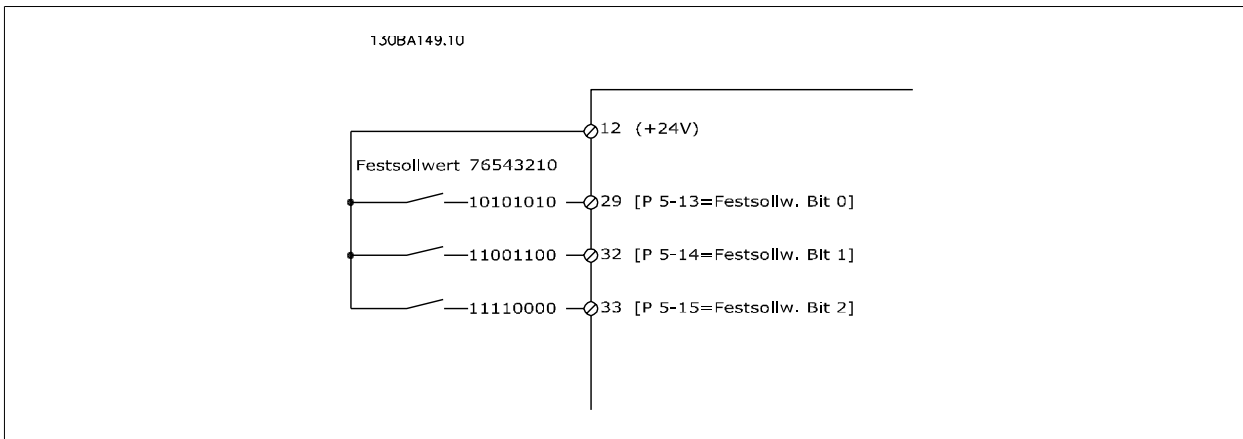 130BA149.10
12 (+24V)
Festsollwert 76543210
10101010 29 [P 5-13=Festsollw. Bit 0]
11001100 32 [P 5-14=Festsollw. Bit 1]
11110000 33 [P 5-15=Festsollw. Bit 2]